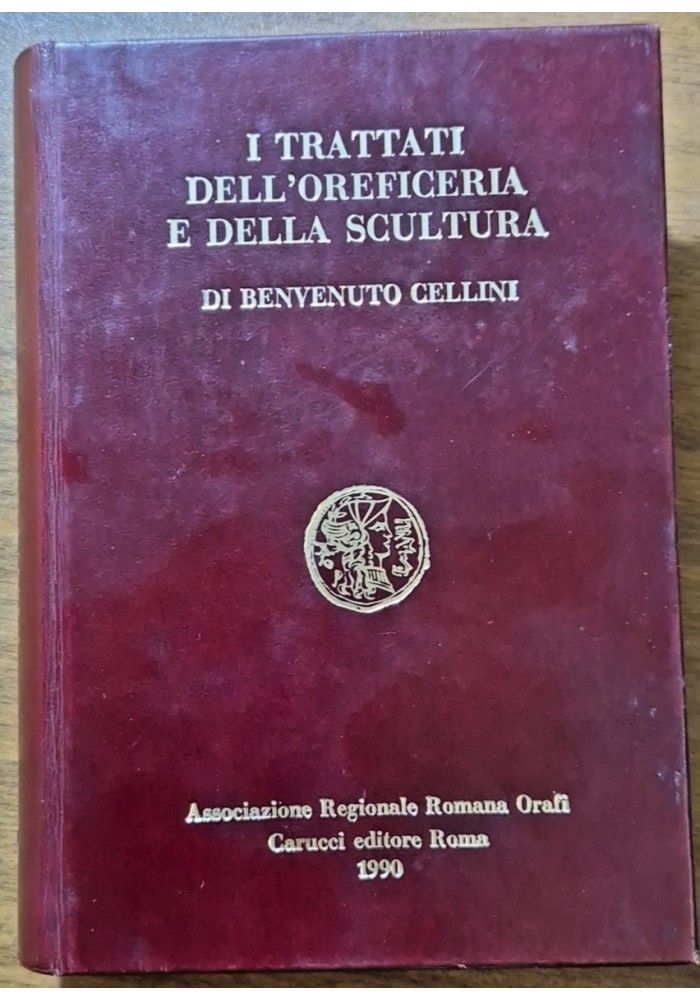 I TRATTATI
DELL'OREFICERIA
E DELLA SCULTURA
DI BENVENUTO CELLINI
Associazione Regionale Romana Orafi
Carucci editore Roma
1990